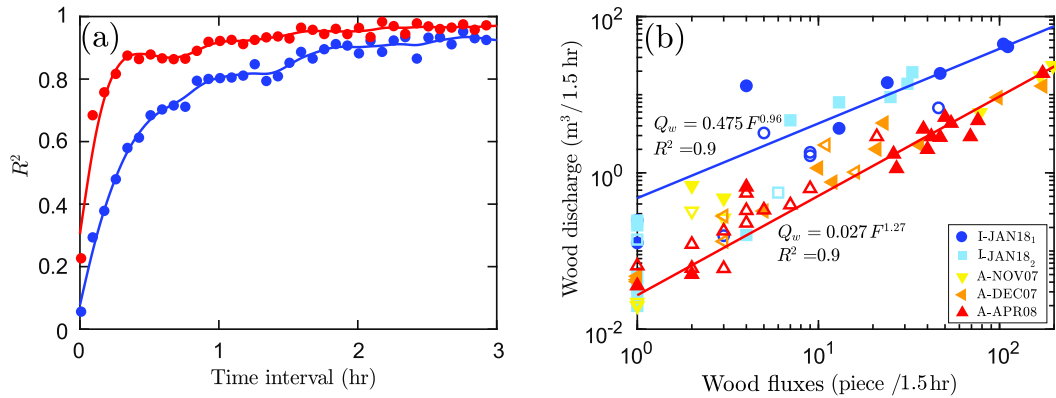 (a)
1
0.8
0.6
0.4
0.2
0
R²
0
1
2
3
Time interval (hr)
(b)
10²
10⁰
10⁻²
Wood discharge (m³ / 1.5 hr)
Q_w = 0.475 F^0.96
R² =0.9
Q_w = 0.027 F^1.27
R² =0.9
I-JAN18₁
I-JAN18₂
A-NOV07
A-DEC07
A-APR08
10⁰
10¹
10²
Wood fluxes (piece /1.5 hr)